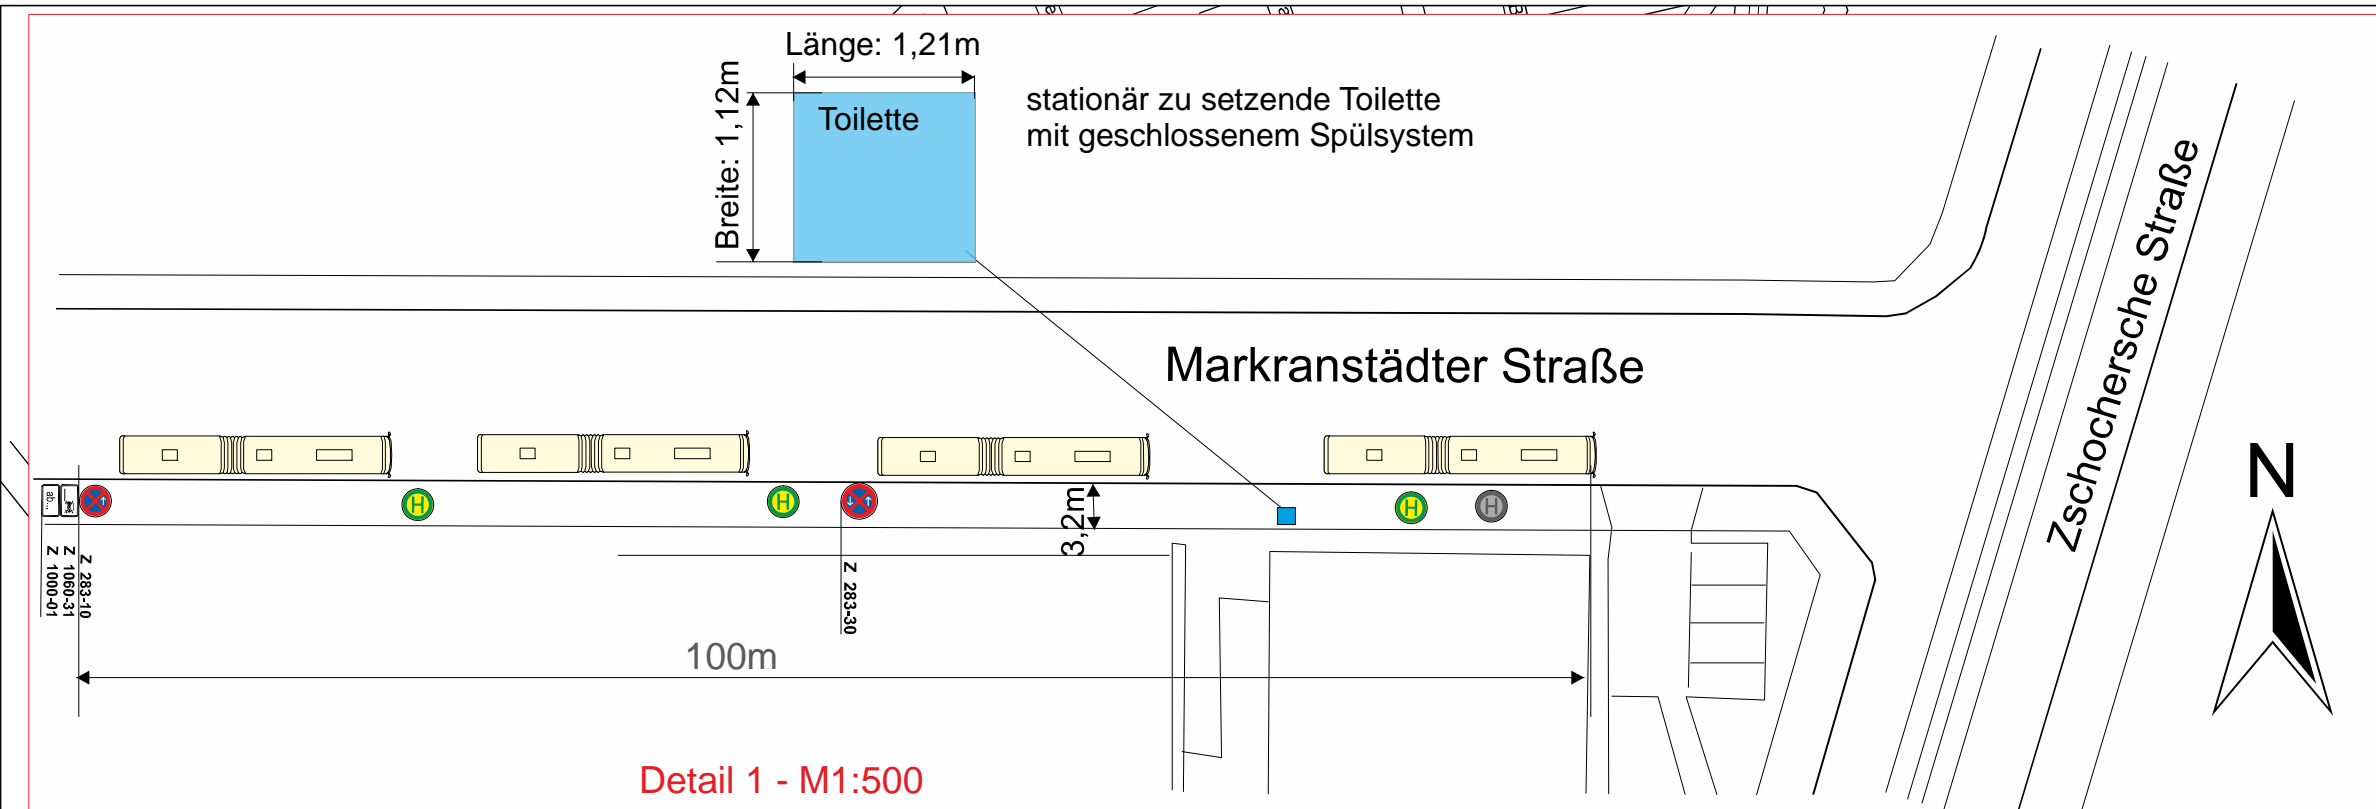 Länge: 1,21m
Breite: 1,12m
Toilette
stationär zu setzende Toilette
mit geschlossenem Spülsystem
Zschochersche Straße
Markranstädter Straße
N
ab...
H
H
H
H
3,2m
Z 283-10
Z 1060-31
Z 1000-01
Z 283-30
100m
Detail 1 - M1:500